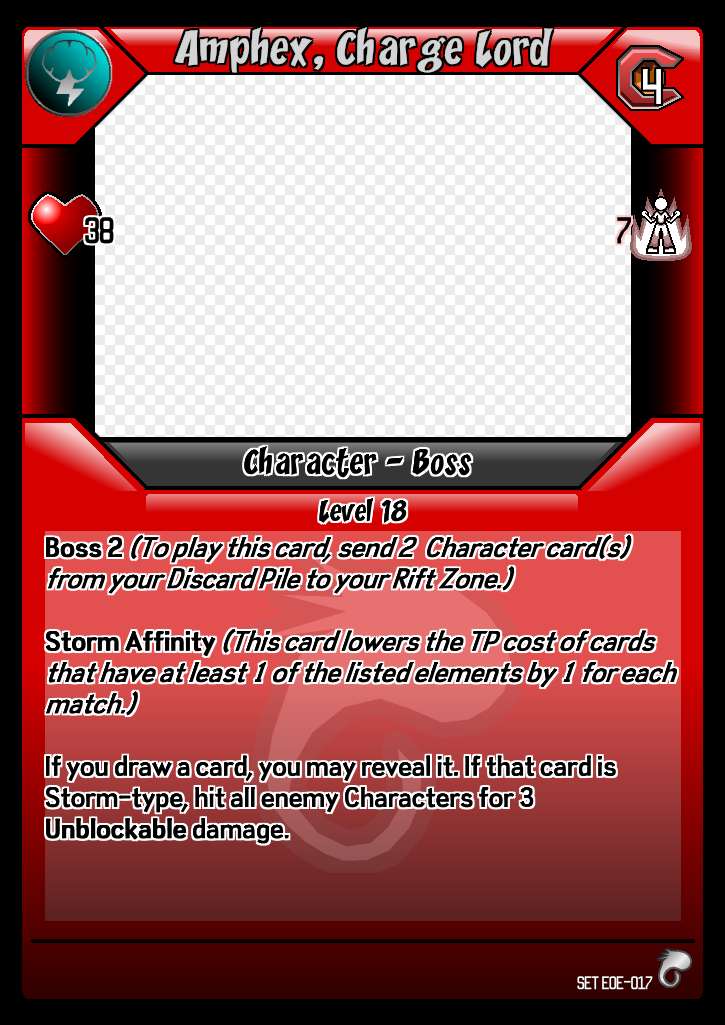 Amphex, Charge Lord
C 4
38
7
Character - Boss
Level 18
Boss 2 (To play this card, send 2 Character card(s)
from your Discard Pile to your Rift Zone.)
Storm Affinity (This card lowers the TP cost of cards
that have at least 1 of the listed elements by 1 for each
match.)
If you draw a card, you may reveal it. If that card is
Storm-type, hit all enemy Characters for 3
Unblockable damage.
SET EOE-017